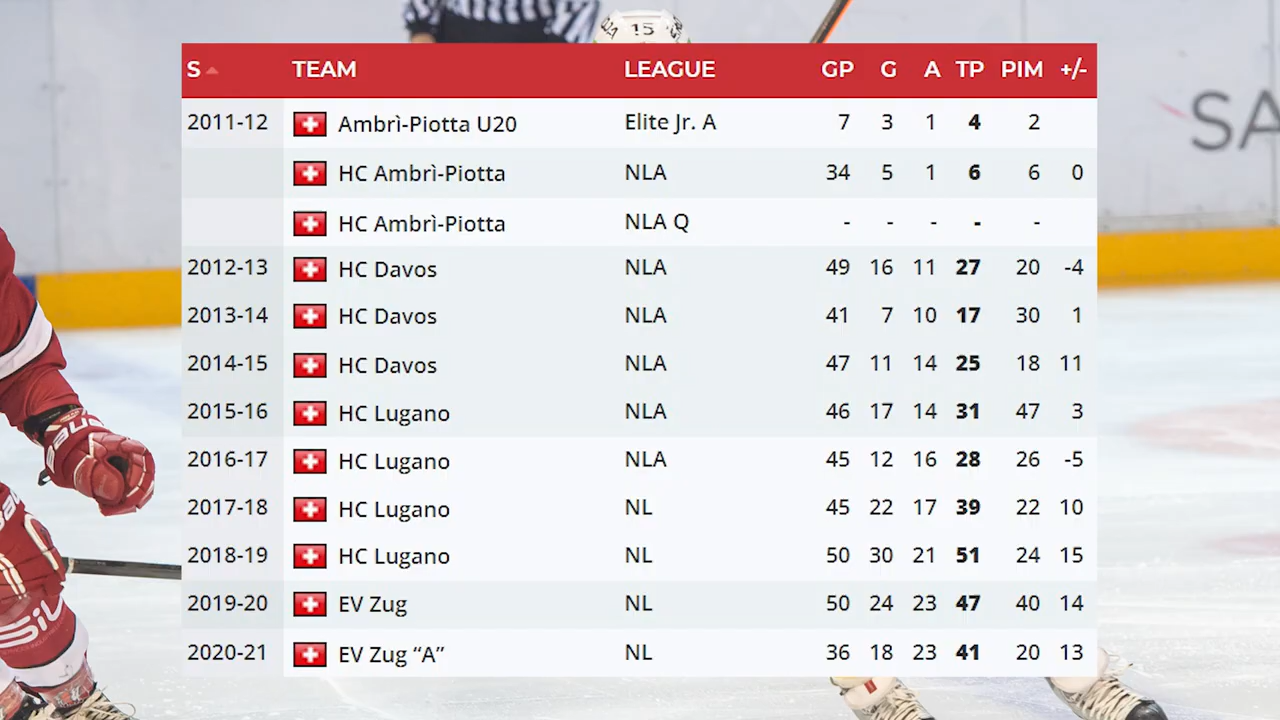 15
S TEAM LEAGUE GP G A TP PIM +/-
2011-12 Ambrì-Piotta U20 Elite Jr. A 7 3 1 4 2
HC Ambrì-Piotta NLA 34 5 1 6 6 0
HC Ambrì-Piotta NLA Q - - - - -
2012-13 HC Davos NLA 49 16 11 27 20 -4
2013-14 HC Davos NLA 41 7 10 17 30 1
2014-15 HC Davos NLA 47 11 14 25 18 11
2015-16 HC Lugano NLA 46 17 14 31 47 3
2016-17 HC Lugano NLA 45 12 16 28 26 -5
2017-18 HC Lugano NL 45 22 17 39 22 10
2018-19 HC Lugano NL 50 30 21 51 24 15
2019-20 EV Zug NL 50 24 23 47 40 14
2020-21 EV Zug “A” NL 36 18 23 41 20 13
SA